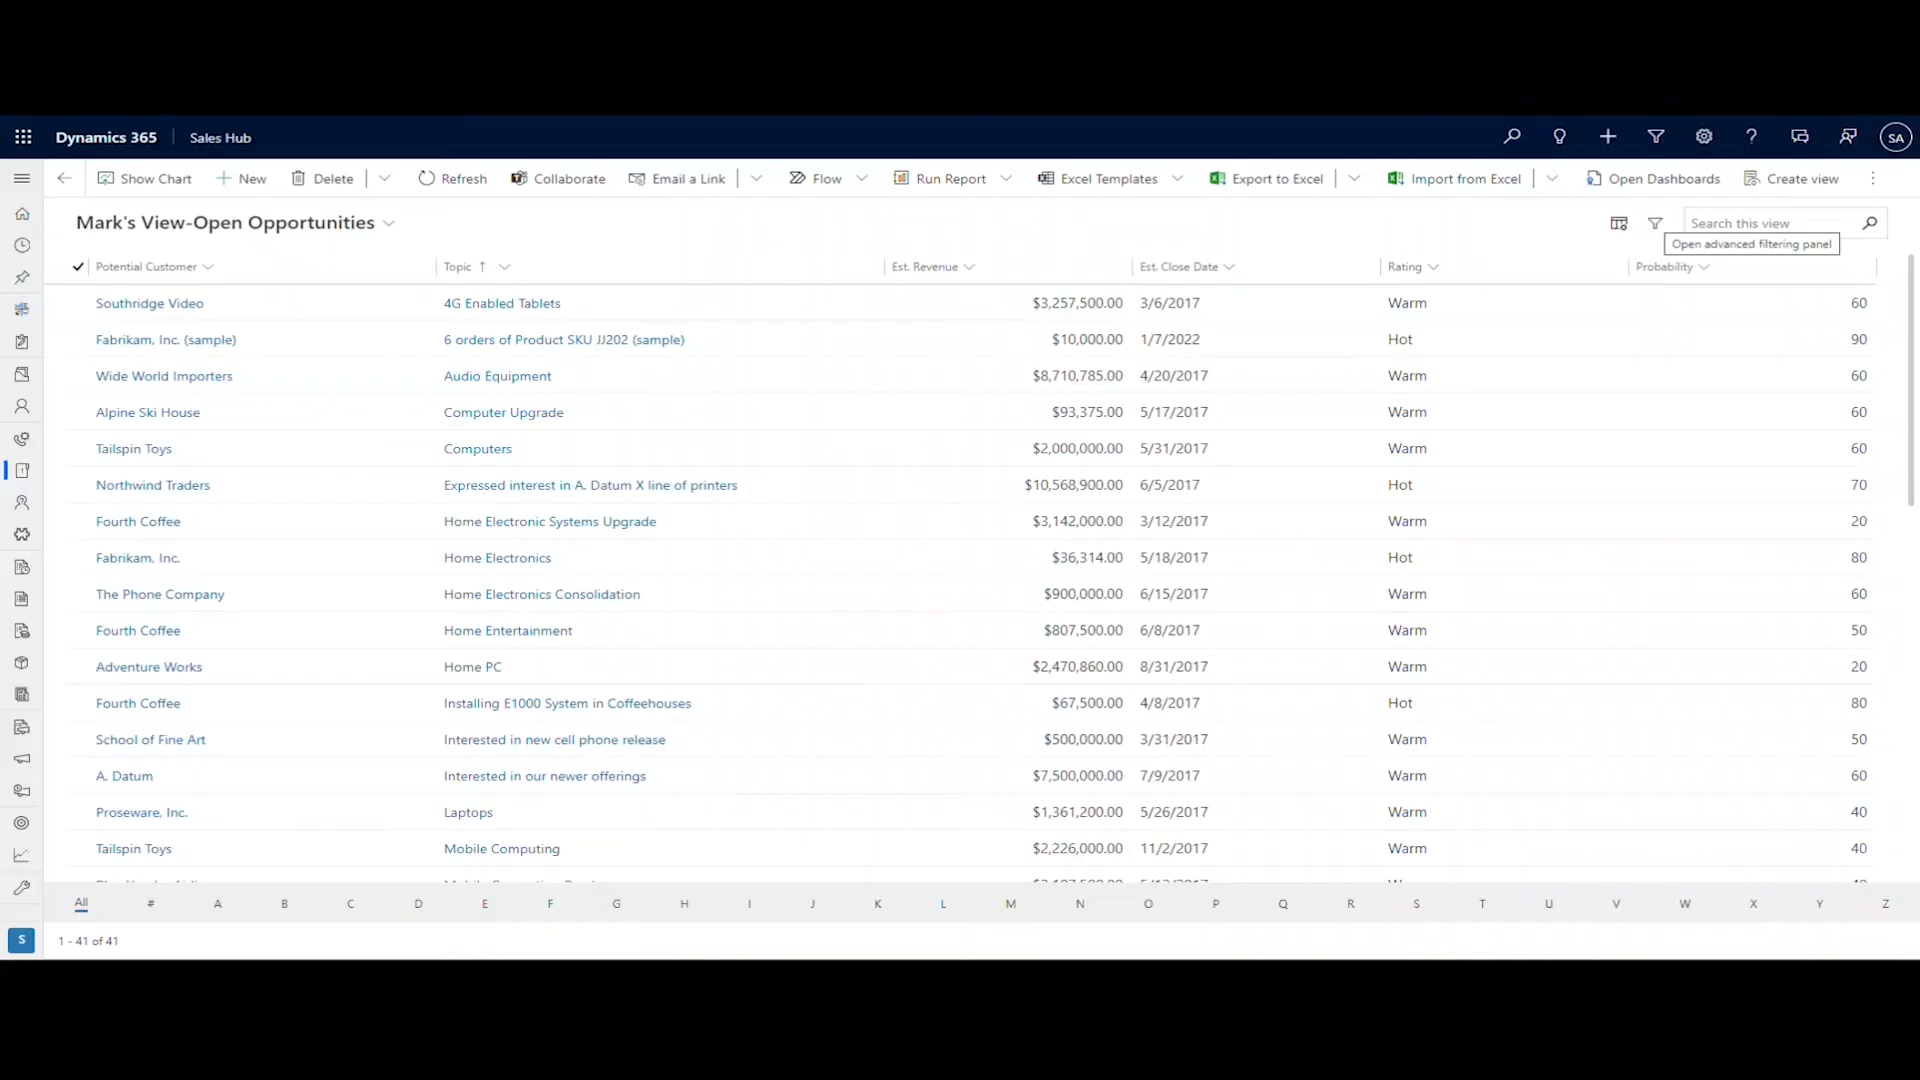 Dynamics 365 Sales Hub SA
Show Chart New Delete Refresh Collaborate Email a Link Flow Run Report Excel Templates Export to Excel Import from Excel Open Dashboards Create view
Mark's View-Open Opportunities Search this view
Open advanced filtering panel
Potential Customer Topic Est. Revenue Est. Close Date Rating Probability
Southridge Video 4G Enabled Tablets $3,257,500.00 3/6/2017 Warm 60
Fabrikam, Inc. (sample) 6 orders of Product SKU JJ202 (sample) $10,000.00 1/7/2022 Hot 90
Wide World Importers Audio Equipment $8,710,785.00 4/20/2017 Warm 60
Alpine Ski House Computer Upgrade $93,375.00 5/17/2017 Warm 60
Tailspin Toys Computers $2,000,000.00 5/31/2017 Warm 60
Northwind Traders Expressed interest in A. Datum X line of printers $10,568,900.00 6/5/2017 Hot 70
Fourth Coffee Home Electronic Systems Upgrade $3,142,000.00 3/12/2017 Warm 20
Fabrikam, Inc. Home Electronics $36,314.00 5/18/2017 Hot 80
The Phone Company Home Electronics Consolidation $900,000.00 6/15/2017 Warm 60
Fourth Coffee Home Entertainment $807,500.00 6/8/2017 Warm 50
Adventure Works Home PC $2,470,860.00 8/31/2017 Warm 20
Fourth Coffee Installing E1000 System in Coffeehouses $67,500.00 4/8/2017 Hot 80
School of Fine Art Interested in new cell phone release $500,000.00 3/31/2017 Warm 50
A. Datum Interested in our newer offerings $7,500,000.00 7/9/2017 Warm 60
Proseware, Inc. Laptops $1,361,200.00 5/26/2017 Warm 40
Tailspin Toys Mobile Computing $2,226,000.00 11/2/2017 Warm 40
All # A B C D E F G H I J K L M N O P Q R S T U V W X Y Z
S 1 - 41 of 41